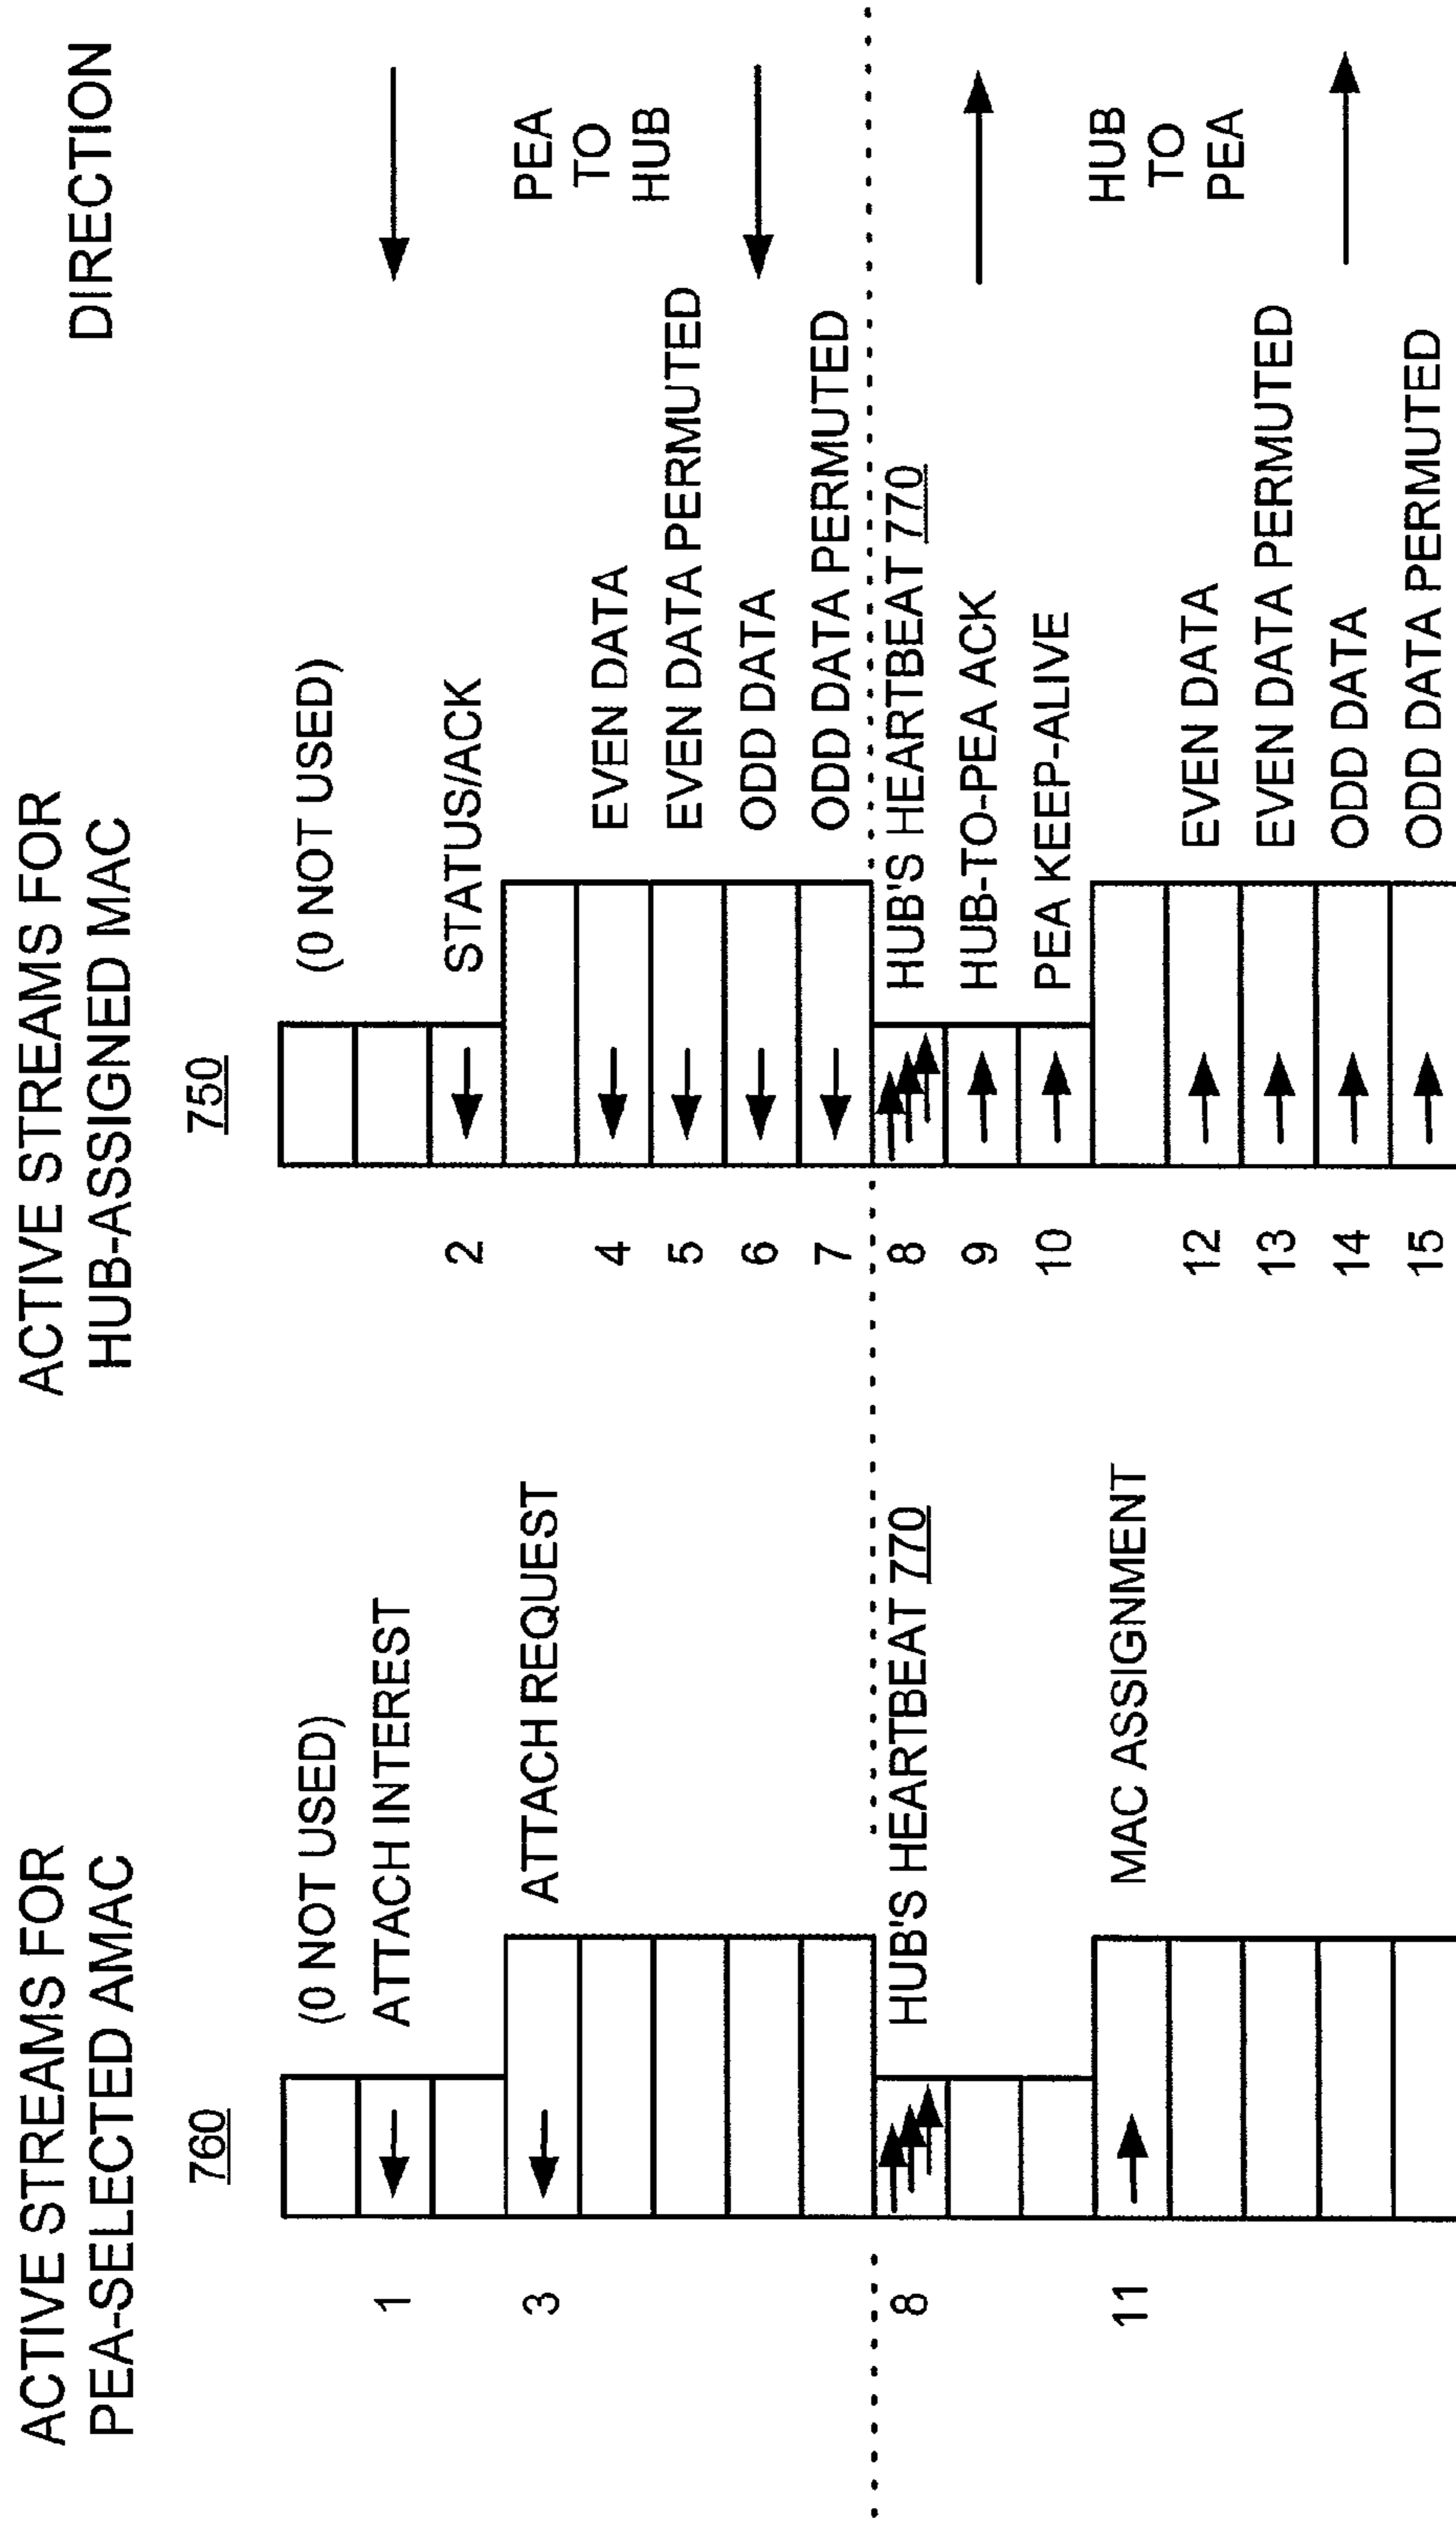 ACTIVE STREAMS FOR
PEA-SELECTED AMAC
760
(0 NOT USED)
1 ATTACH INTEREST
3 ATTACH REQUEST
8 HUB'S HEARTBEAT 770
11 MAC ASSIGNMENT
ACTIVE STREAMS FOR
HUB-ASSIGNED MAC
750
(0 NOT USED)
2 STATUS/ACK
4 EVEN DATA
5 EVEN DATA PERMUTED
6 ODD DATA
7 ODD DATA PERMUTED
8 HUB'S HEARTBEAT 770
9 HUB-TO-PEA ACK
10 PEA KEEP-ALIVE
12 EVEN DATA
13 EVEN DATA PERMUTED
14 ODD DATA
15 ODD DATA PERMUTED
DIRECTION
PEA
TO
HUB
HUB
TO
PEA